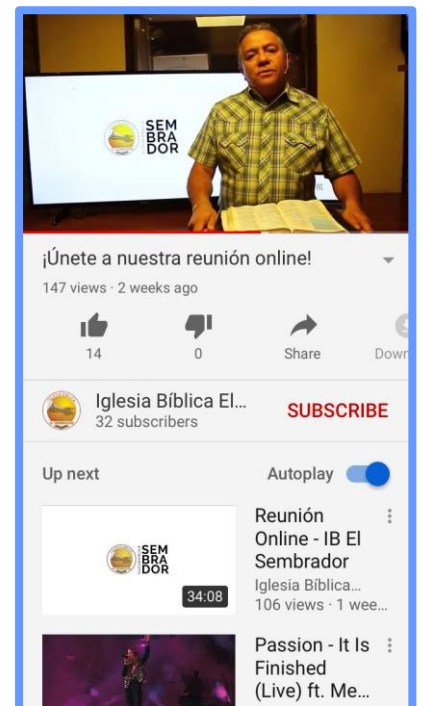 SEM
BRA
DOR
¡Únete a nuestra reunión online!
147 views · 2 weeks ago
14
0
Share
Down
Iglesia Bíblica El...
32 subscribers
SUBSCRIBE
Up next
Autoplay
SEM
BRA
DOR
34:08
Reunión
Online - IB El
Sembrador
Iglesia Bíblica...
106 views · 1 wee...
Passion - It Is
Finished
(Live) ft. Me...